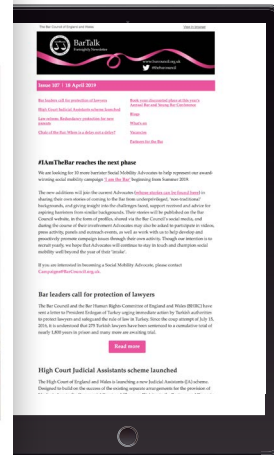 The Bar Council of England and Wales
View in browser
BarTalk
Fortnightly Newsletter
www.barcouncil.org.uk
@thebarcouncil
Issue 107 | 18 April 2019
Bar leaders call for protection of lawyers
High Court Judicial Assistants scheme launched
Chair of the Bar: When is a delay not a delay?
Book your discounted place at this year's
Annual Bar and Young Bar Conference
Blogs
What's on
Vacancies
Partners for the Bar
#IAmTheBar reaches the next phase
We are looking for 10 more barrister Social Mobility Advocates to help represent our award-
winning social mobility campaign 'I am the Bar' beginning from Summer 2019.
The new additions will join the current Advocates (whose stories can be found here) in
sharing their own stories of coming to the Bar from underprivileged, 'non-traditional'
backgrounds, and giving insight into the challenges faced, support received and advice for
aspiring barristers from similar backgrounds. Their stories will be published on the Bar
Council website, in the form of profiles, shared via the Bar Council's social media, and
during the course of their involvement Advocates may also be asked to participate in videos,
press activity, panels and outreach events, as well as work with us to help develop and
proactively promote campaign issues through their own activity. Though our intention is to
recruit yearly, we hope that Advocates will continue to stay in touch and champion social
mobility well beyond the year of their 'intake'.
If you are interested in becoming a Social Mobility Advocate, please contact
Campaigns@BarCouncil.org.uk.
Bar leaders call for protection of lawyers
The Bar Council and the Bar Human Rights Committee of England and Wales (BHRC) have
sent a letter to President Erdogan of Turkey urging immediate action by Turkish authorities
to protect lawyers and safeguard the rule of law in Turkey. Since the coup attempt of July 15,
2016, it is understood that 275 Turkish lawyers have been sentenced to a cumulative total of
nearly 1,800 years in prison and many more are awaiting trial.
Read more
High Court Judicial Assistants scheme launched
The High Court of England and Wales is launching a new Judicial Assistant (JA) scheme.
Designed to build on the success of the existing separate arrangements for the provision of